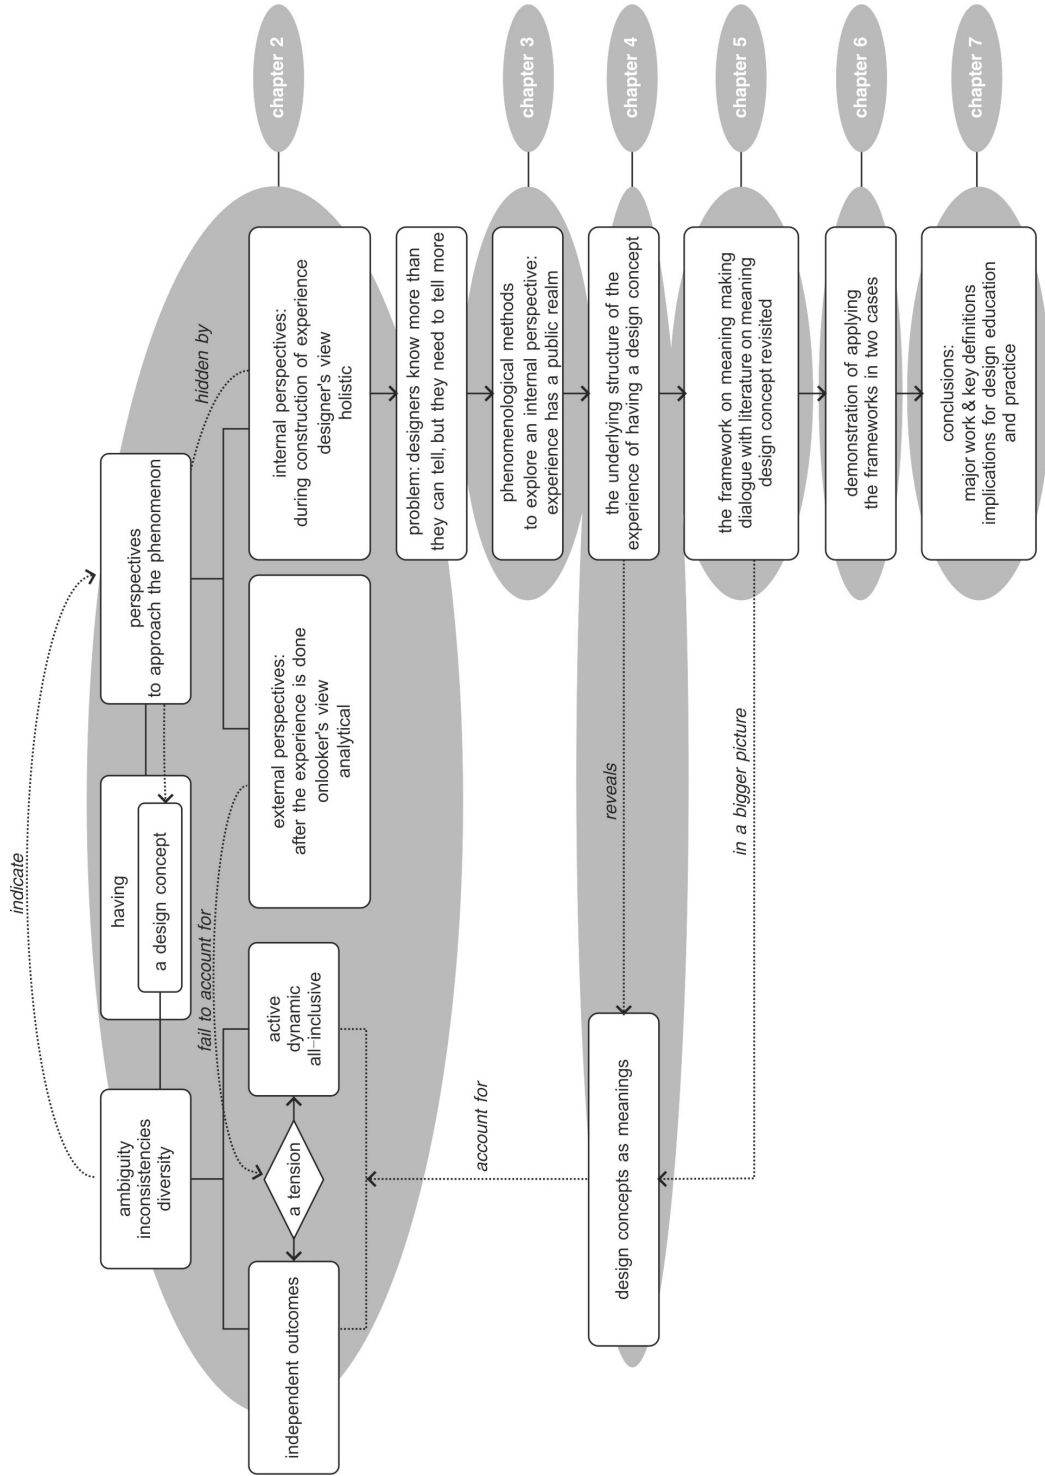 indicate
ambiguity
inconsistencies
diversity
having
a design concept
perspectives
to approach the phenomenon
fail to account for
hidden by
independent outcomes
a tension
active
dynamic
all-inclusive
external perspectives:
after the experience is done
onlooker's view
analytical
internal perspectives:
during construction of experience
designer's view
holistic
chapter 2
problem: designers know more than
they can tell, but they need to tell more
phenomenological methods
to explore an internal perspective:
experience has a public realm
chapter 3
account for
design concepts as meanings
reveals
the underlying structure of the
experience of having a design concept
chapter 4
in a bigger picture
the framework on meaning making
dialogue with literature on meaning
design concept revisited
chapter 5
demonstration of applying
the frameworks in two cases
chapter 6
conclusions:
major work & key definitions
implications for design education
and practice
chapter 7